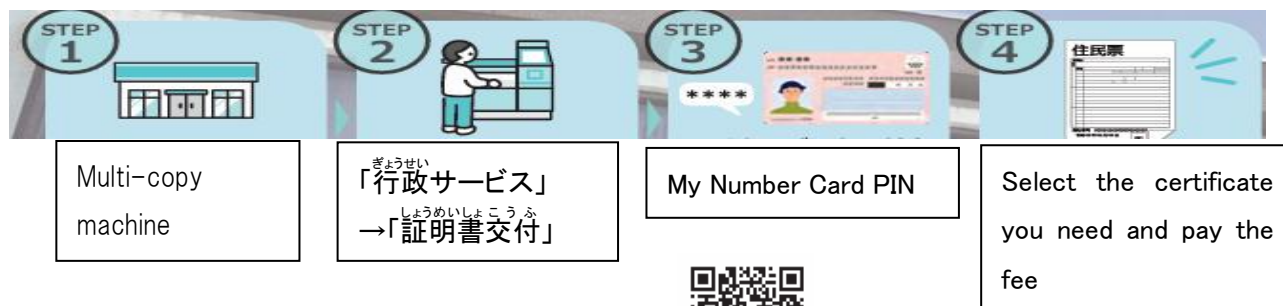 STEP
1
STEP
2
STEP
3
STEP
4
****
住民票
Multi-copy
machine
ぎょうせい
「行政サービス」
しょうめいしょこうふ
→「証明書交付」
My Number Card PIN
Select the certificate
you need and pay the
fee